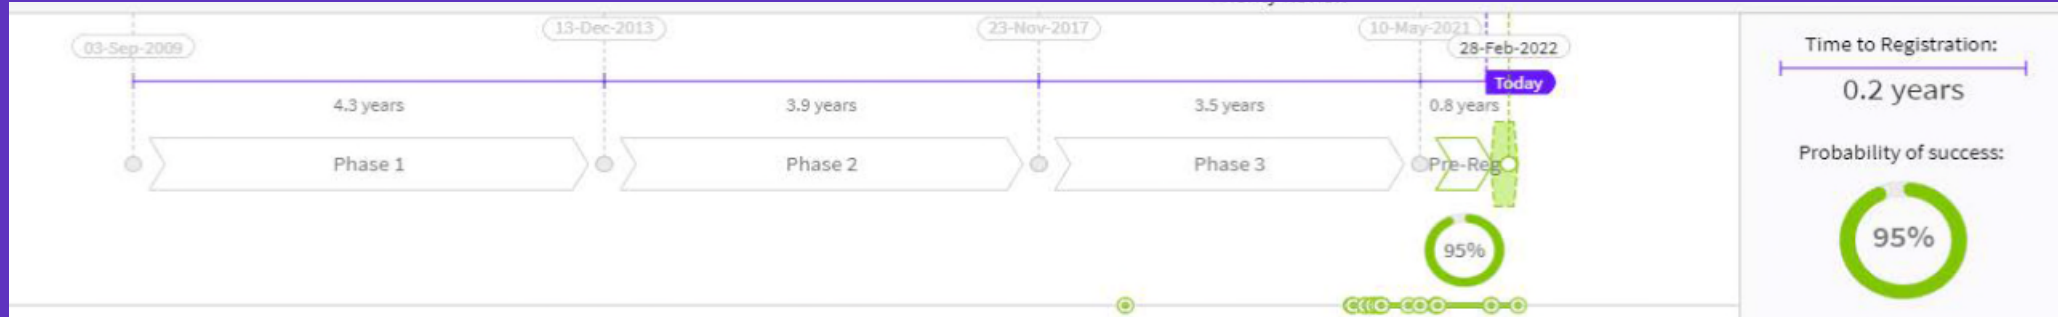 03-Sep-2009
13-Dec-2013
23-Nov-2017
10-May-2021
28-Feb-2022
Today
4.3 years
3.9 years
3.5 years
0.8 years
Phase 1
Phase 2
Phase 3
Pre-Reg
95%
Time to Registration:
0.2 years
Probability of success:
95%